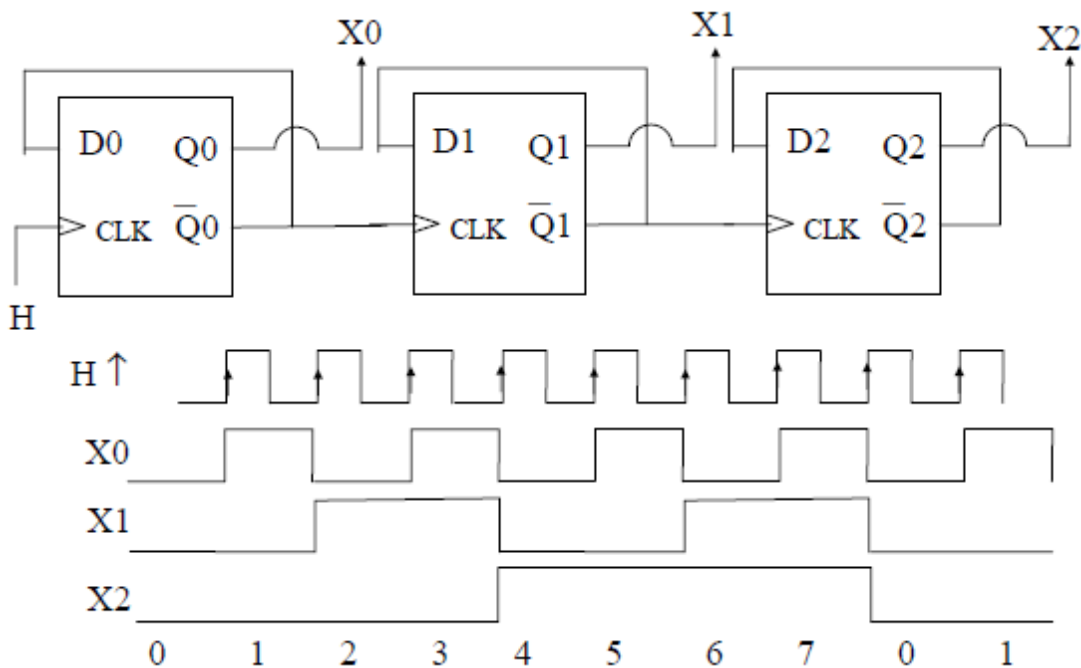 X0 X1 X2
D0 Q0 D1 Q1 D2 Q2
CLK Q̅0 CLK Q̅1 CLK Q̅2
H
H ↑
X0
X1
X2
0 1 2 3 4 5 6 7 0 1